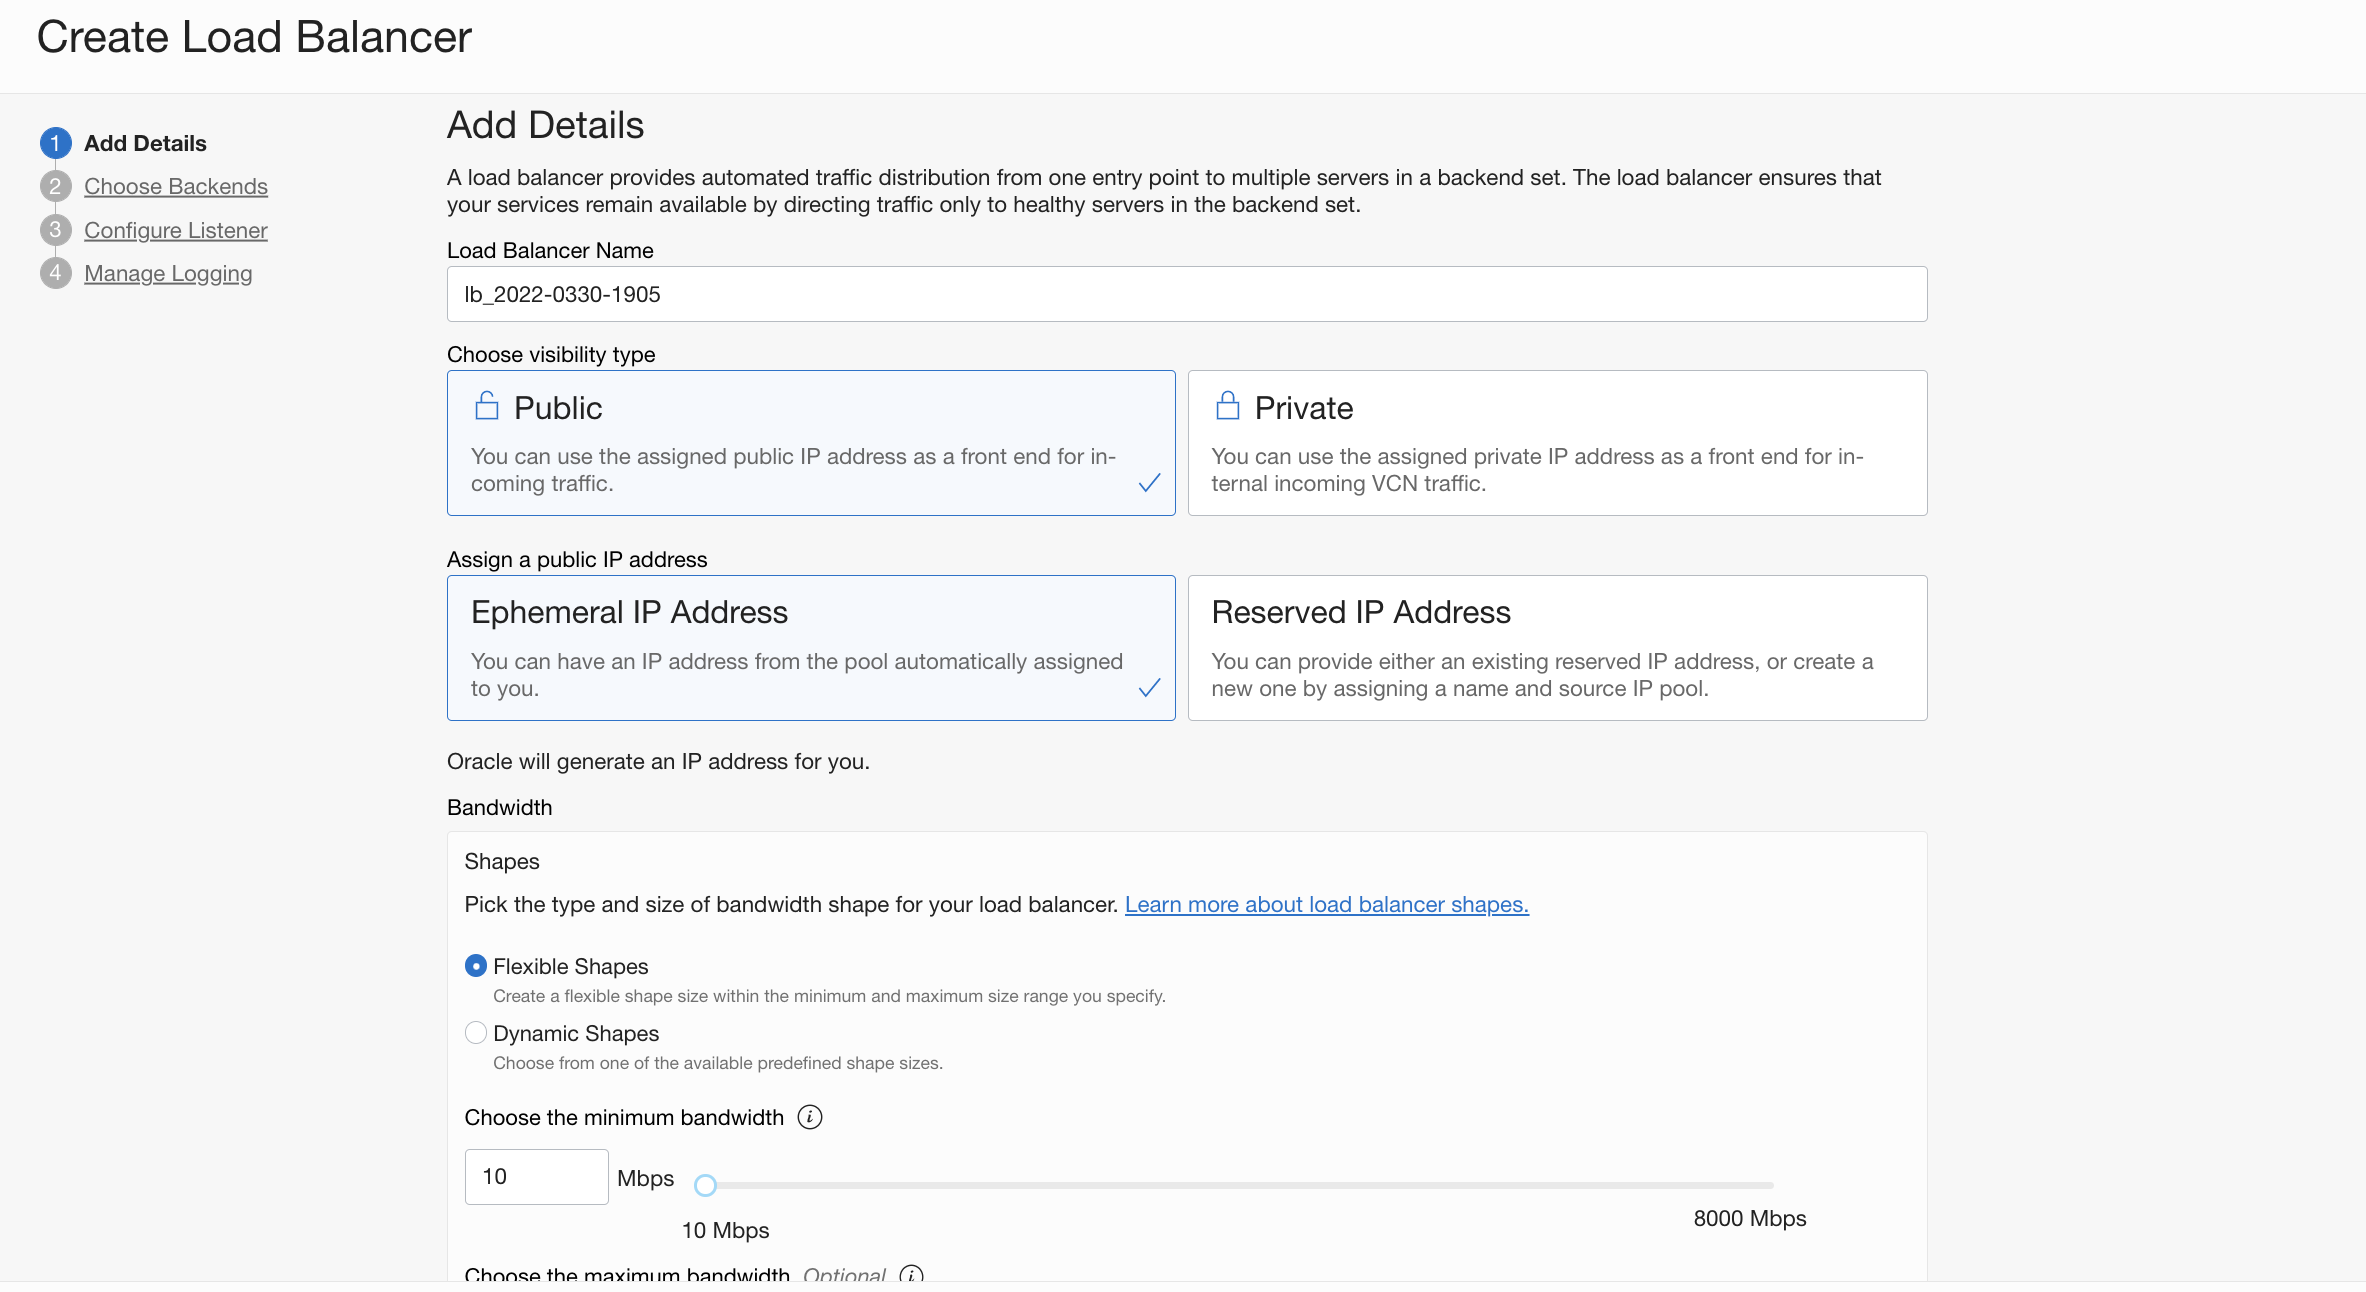 Create Load Balancer
1 Add Details
2 Choose Backends
3 Configure Listener
4 Manage Logging
Add Details
A load balancer provides automated traffic distribution from one entry point to multiple servers in a backend set. The load balancer ensures that
your services remain available by directing traffic only to healthy servers in the backend set.
Load Balancer Name
lb_2022-0330-1905
Choose visibility type
Public
You can use the assigned public IP address as a front end for in-
coming traffic.
Private
You can use the assigned private IP address as a front end for in-
ternal incoming VCN traffic.
Assign a public IP address
Ephemeral IP Address
You can have an IP address from the pool automatically assigned
to you.
Reserved IP Address
You can provide either an existing reserved IP address, or create a
new one by assigning a name and source IP pool.
Oracle will generate an IP address for you.
Bandwidth
Shapes
Pick the type and size of bandwidth shape for your load balancer. Learn more about load balancer shapes.
Flexible Shapes
Create a flexible shape size within the minimum and maximum size range you specify.
Dynamic Shapes
Choose from one of the available predefined shape sizes.
Choose the minimum bandwidth i
10 Mbps
10 Mbps
8000 Mbps
Choose the maximum bandwidth Optional i